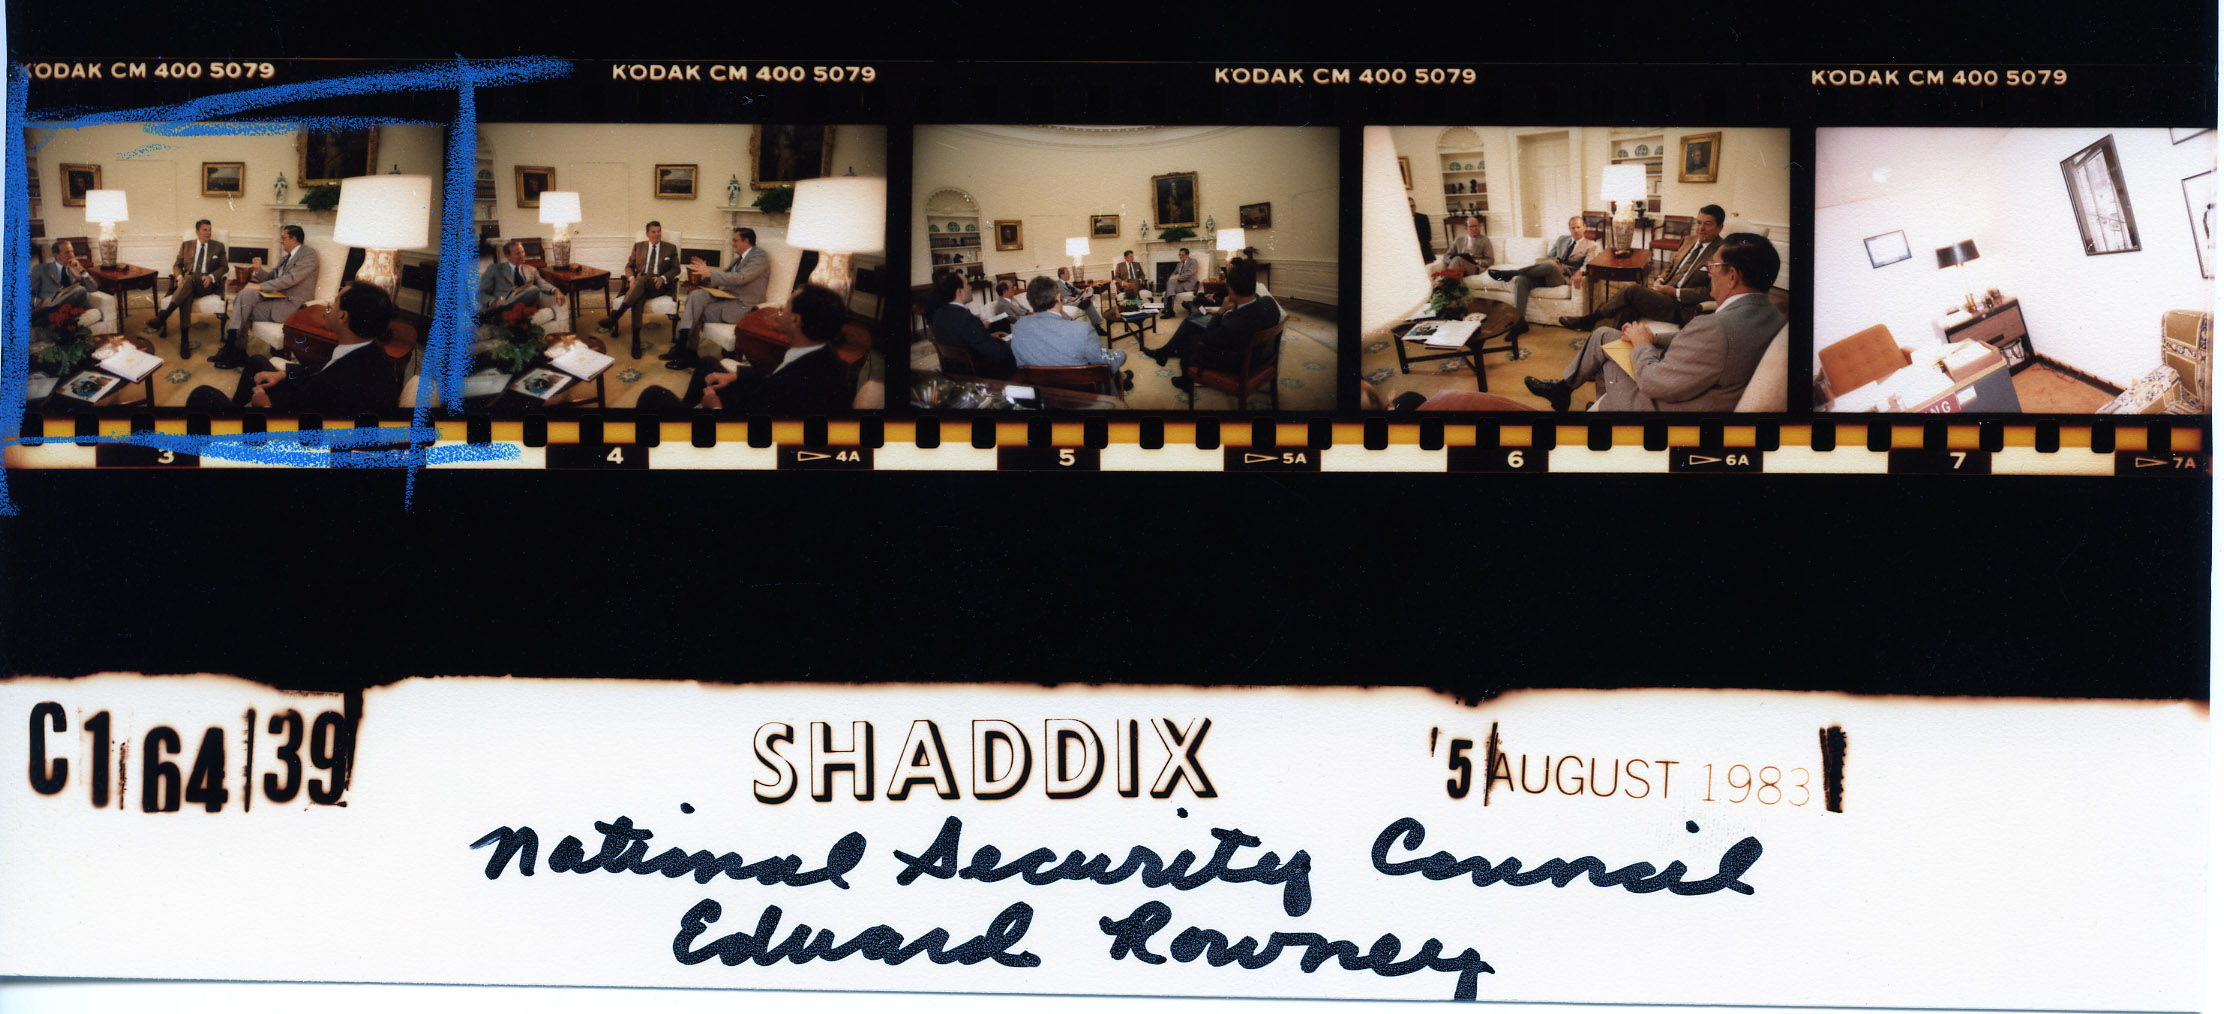 KODAK CM 400 5079 KODAK CM 400 5079 KODAK CM 400 5079 KODAK CM 400 5079
NG
3 4 4A 5 5A 6 6A 7 7A
C164139 SHADDIX '5 AUGUST 1983
National Security Council
Edward Rowney